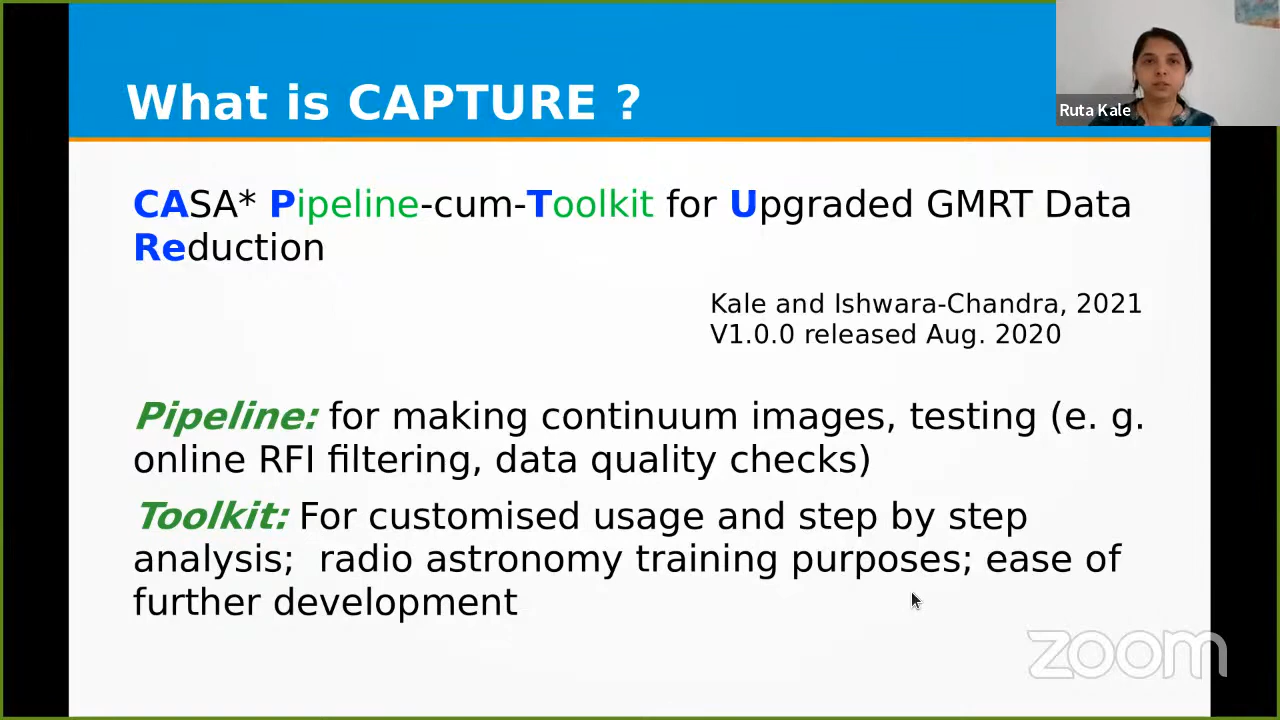 What is CAPTURE ?
Ruta Kale
CASA* Pipeline-cum-Toolkit for Upgraded GMRT Data
Reduction
Kale and Ishwara-Chandra, 2021
V1.0.0 released Aug. 2020
Pipeline: for making continuum images, testing (e. g.
online RFI filtering, data quality checks)
Toolkit: For customised usage and step by step
analysis;  radio astronomy training purposes; ease of
further development
zoom